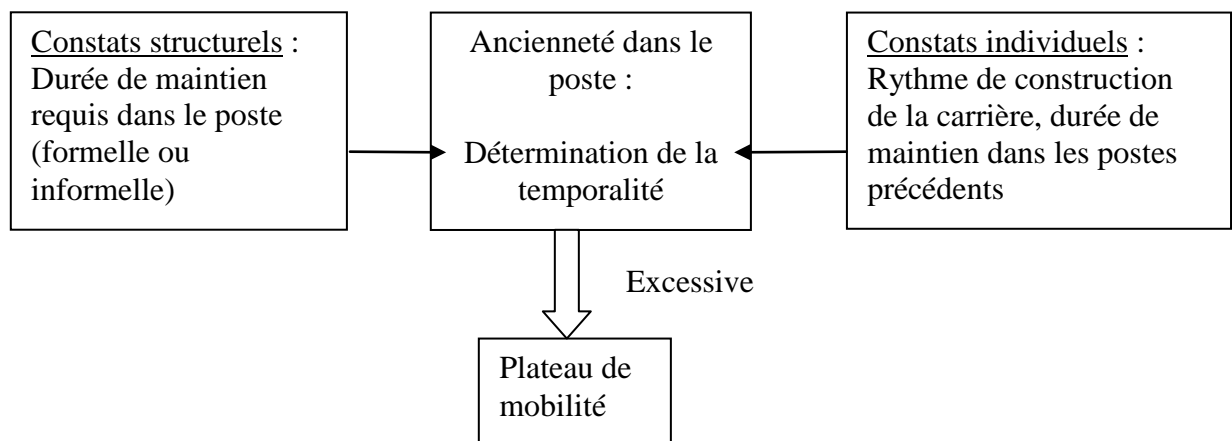 Constats structurels :
Durée de maintien
requis dans le poste
(formelle ou
informelle)
Ancienneté dans le
poste :
Détermination de la
temporalité
Constats individuels :
Rythme de construction
de la carrière, durée de
maintien dans les postes
précédents
Excessive
Plateau de
mobilité